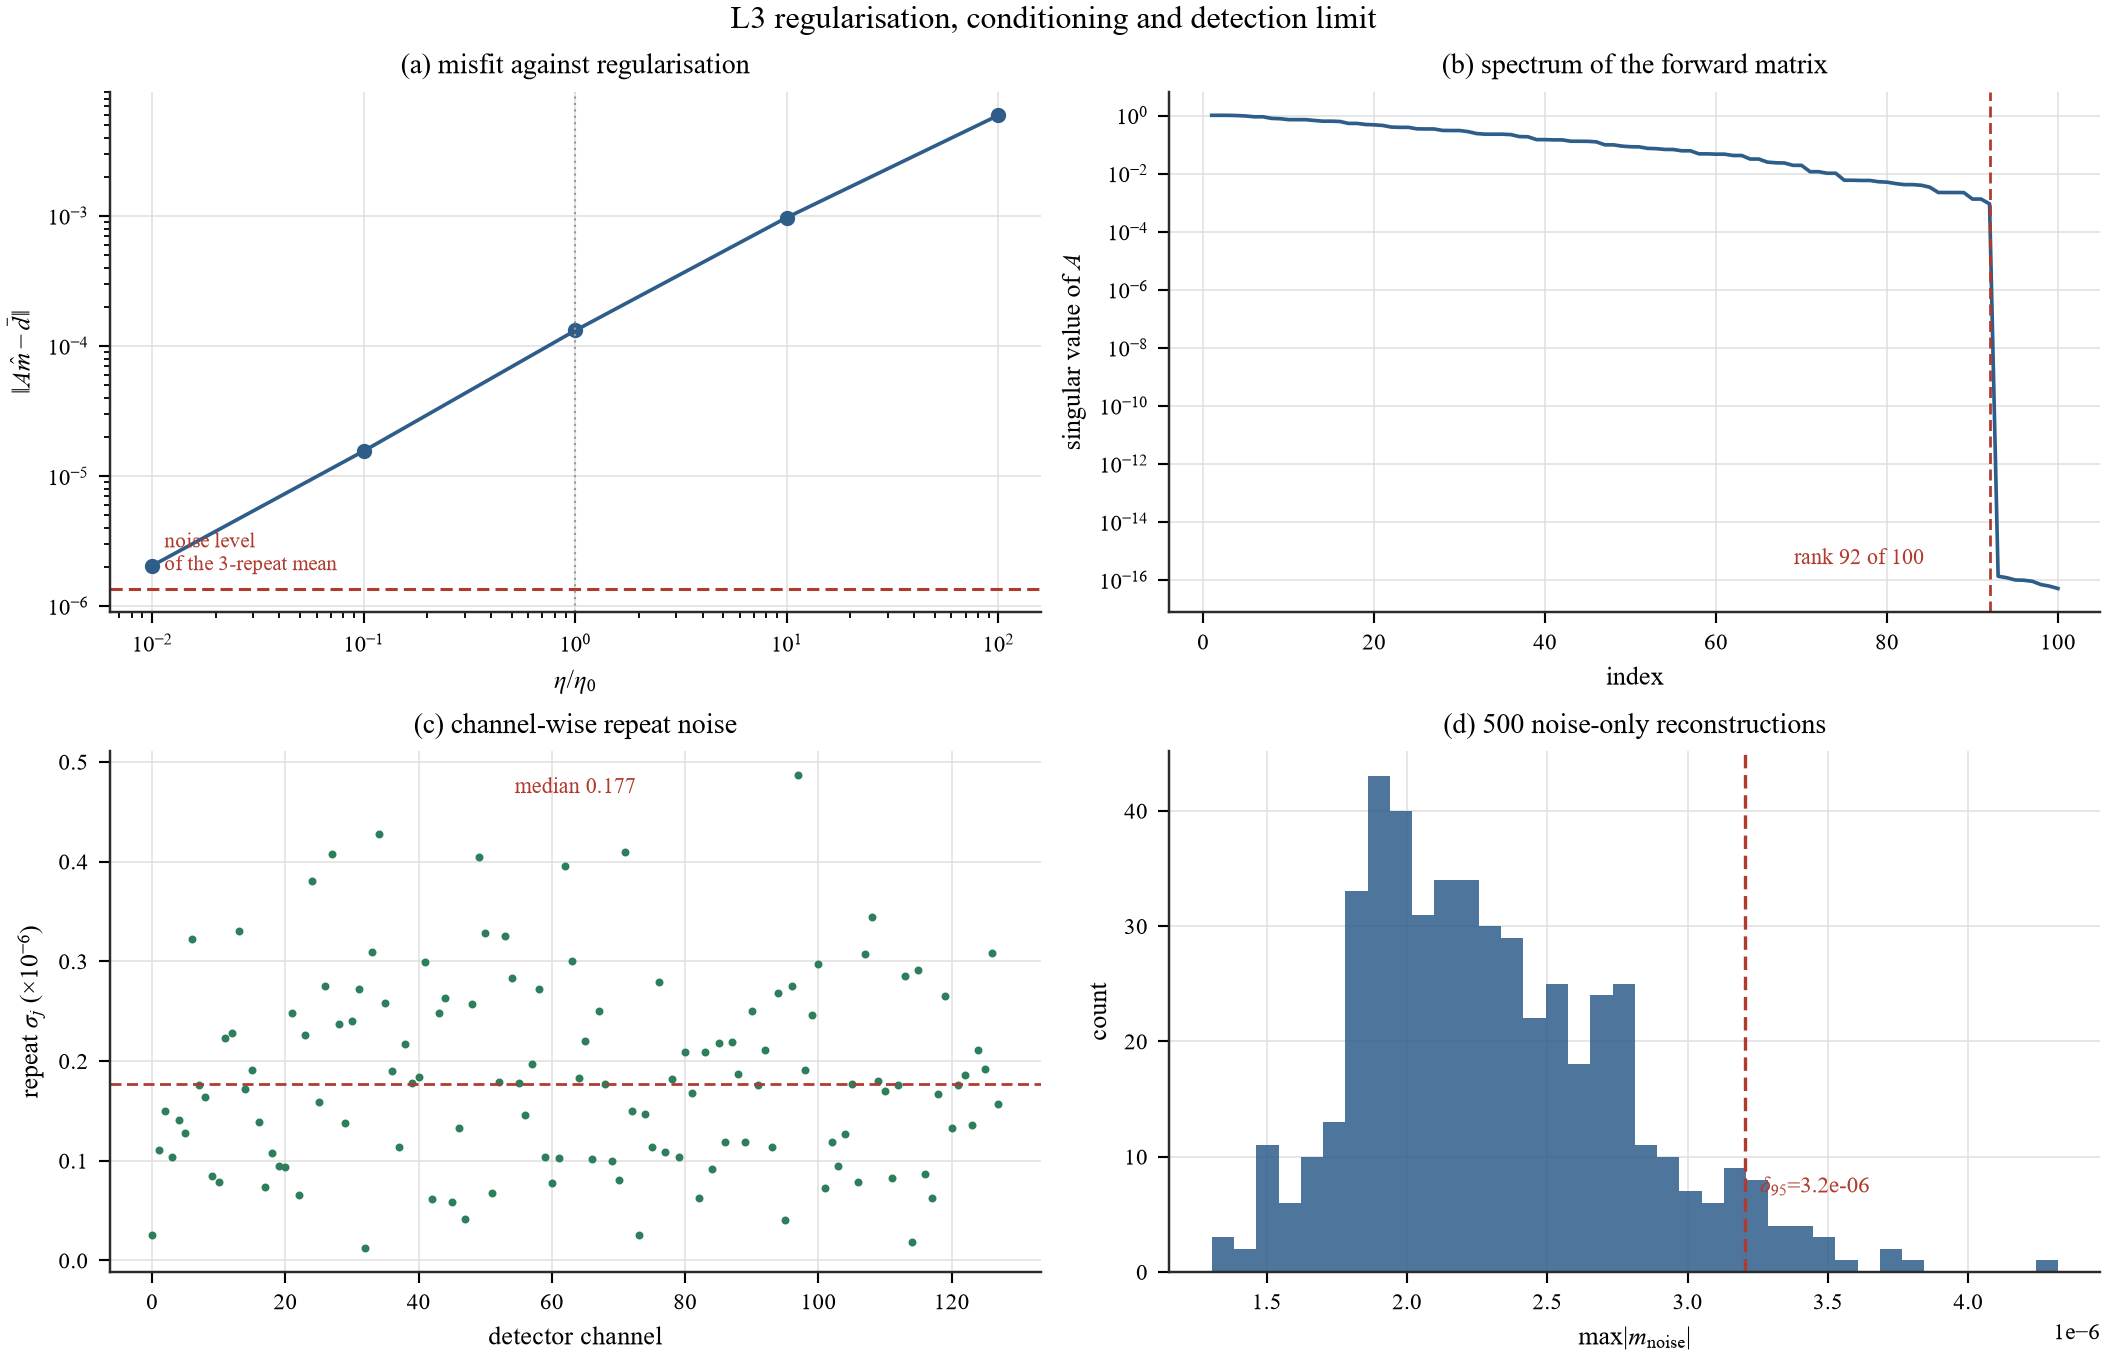 L3 regularisation, conditioning and detection limit
(a) misfit against regularisation
10⁻³
10⁻⁴
10⁻⁵
10⁻⁶
‖Am̂ − d̄‖
noise level
of the 3-repeat mean
10⁻² 10⁻¹ 10⁰ 10¹ 10²
η/η₀
(b) spectrum of the forward matrix
10⁰
10⁻²
10⁻⁴
10⁻⁶
10⁻⁸
10⁻¹⁰
10⁻¹²
10⁻¹⁴
10⁻¹⁶
singular value of A
rank 92 of 100
0 20 40 60 80 100
index
(c) channel-wise repeat noise
0.5
0.4
0.3
0.2
0.1
0.0
repeat σⱼ (×10⁻⁶)
median 0.177
0 20 40 60 80 100 120
detector channel
(d) 500 noise-only reconstructions
40
30
20
10
0
count
δ₉₅=3.2e-06
1.5 2.0 2.5 3.0 3.5 4.0
1e−6
max|m_noise|